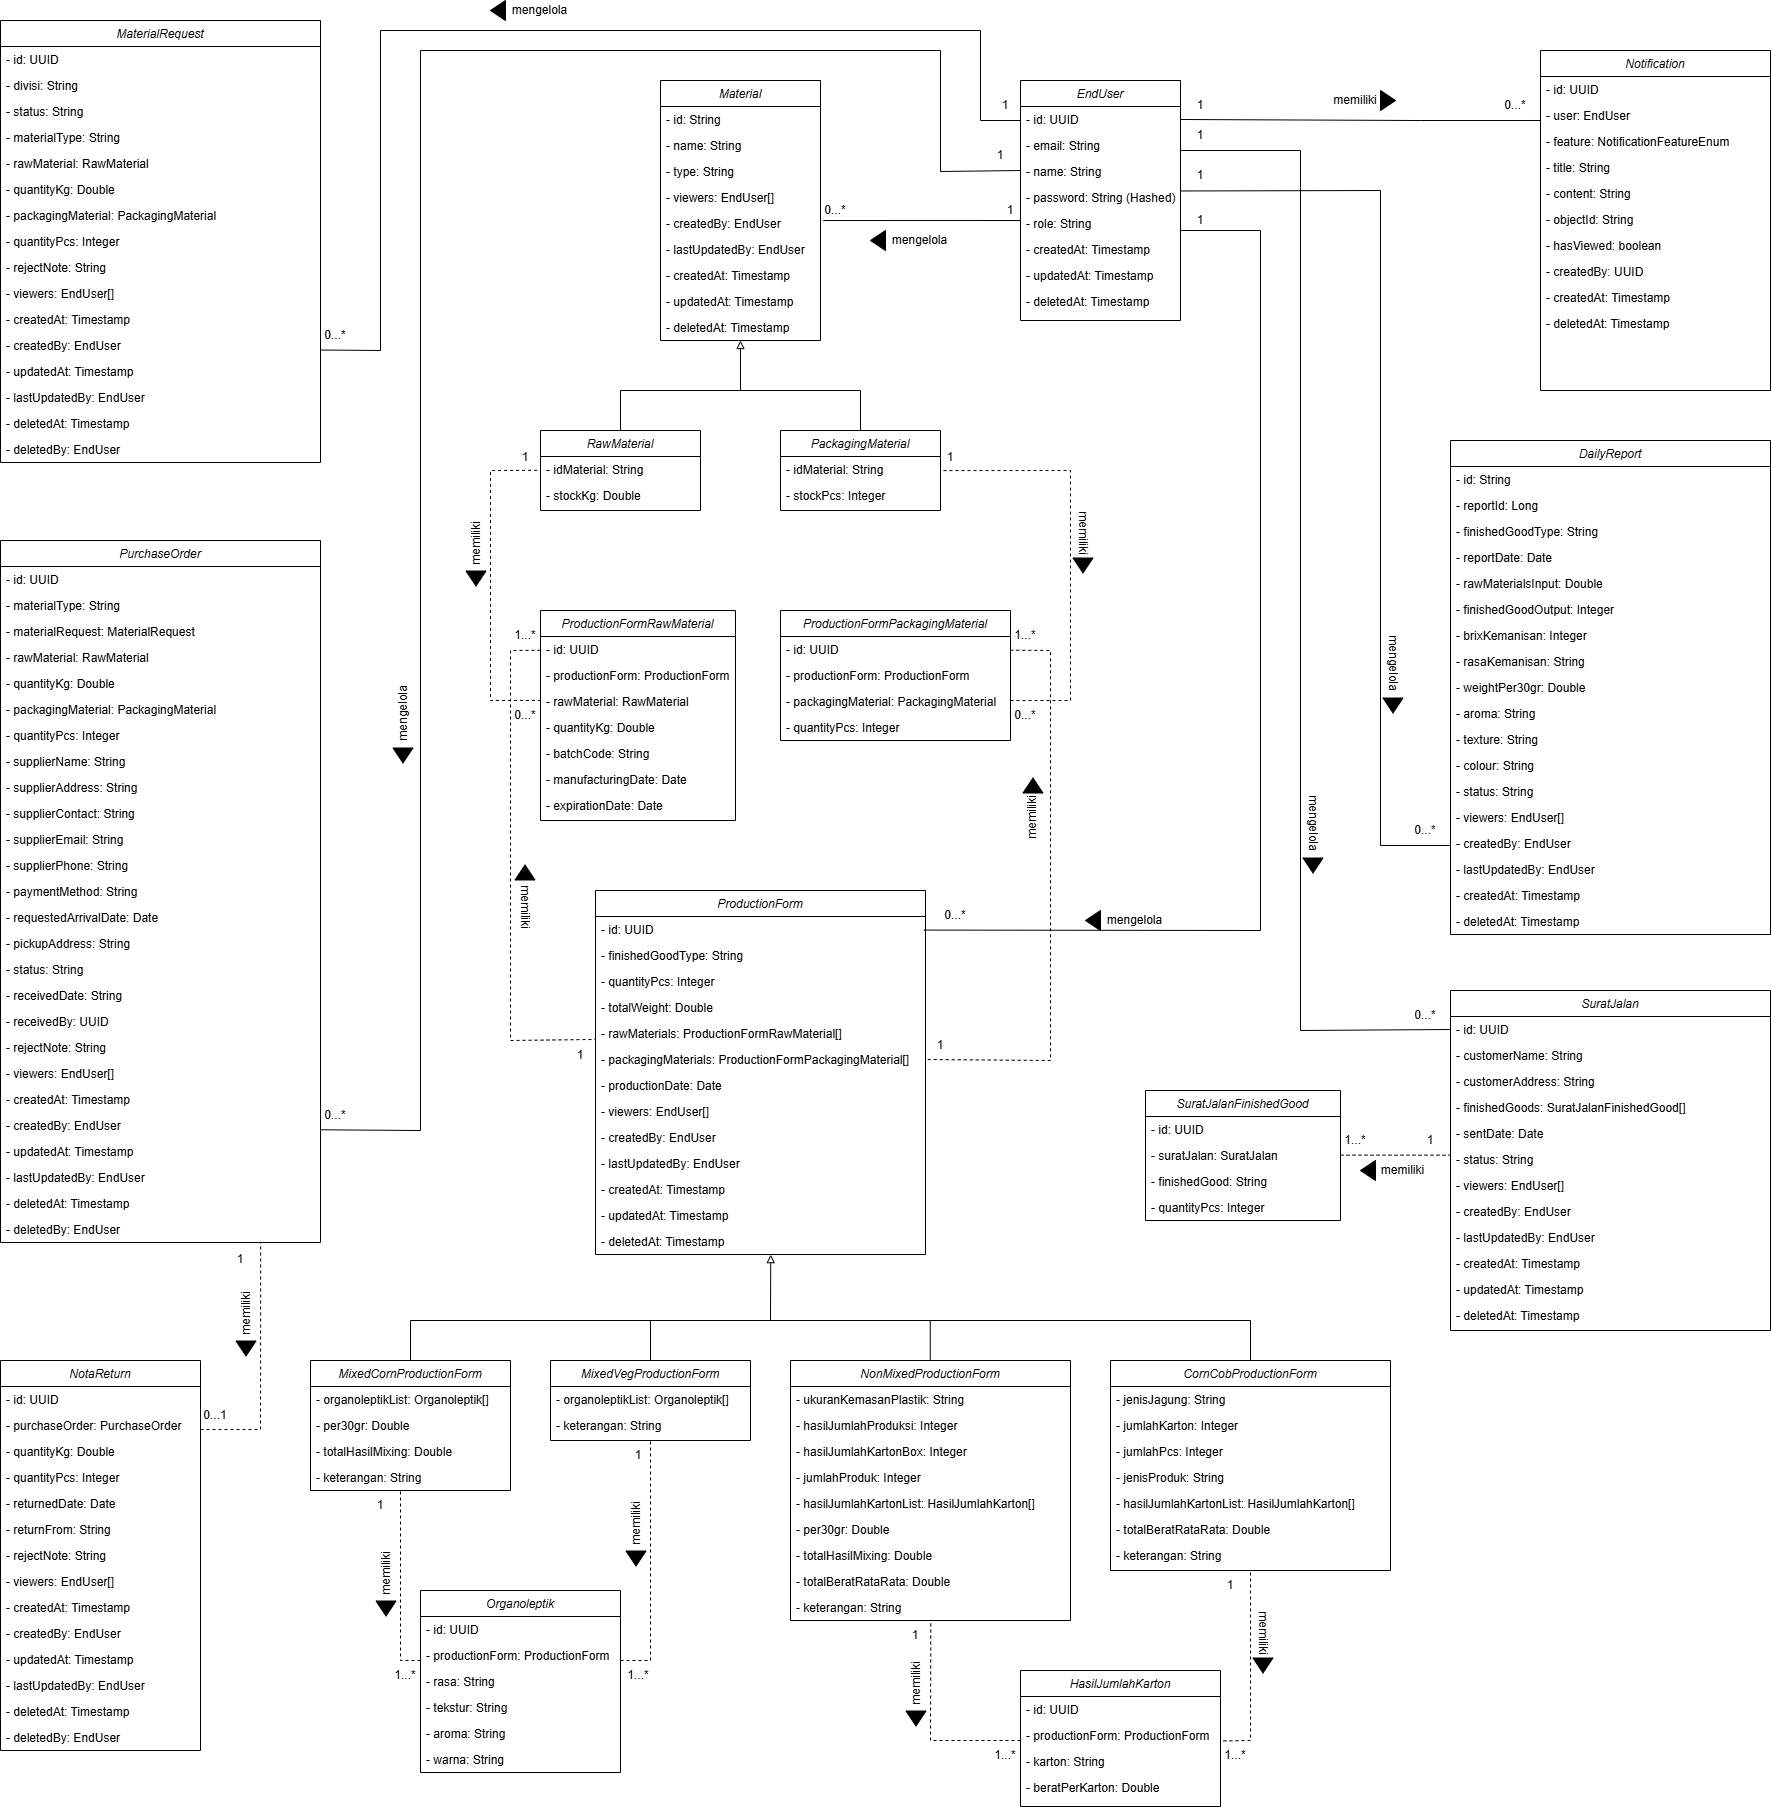 mengelola
MaterialRequest
- id: UUID
- divisi: String
- status: String
- materialType: String
- rawMaterial: RawMaterial
- quantityKg: Double
- packagingMaterial: PackagingMaterial
- quantityPcs: Integer
- rejectNote: String
- viewers: EndUser[]
- createdAt: Timestamp
- createdBy: EndUser
- updatedAt: Timestamp
- lastUpdatedBy: EndUser
- deletedAt: Timestamp
- deletedBy: EndUser
0...*
Material
- id: String
- name: String
- type: String
- viewers: EndUser[]
- createdBy: EndUser
- lastUpdatedBy: EndUser
- createdAt: Timestamp
- updatedAt: Timestamp
- deletedAt: Timestamp
0...*
1
mengelola
1
1
EndUser
- id: UUID
- email: String
- name: String
- password: String (Hashed)
- role: String
- createdAt: Timestamp
- updatedAt: Timestamp
- deletedAt: Timestamp
1
memiliki
0...*
1
1
1
Notification
- id: UUID
- user: EndUser
- feature: NotificationFeatureEnum
- title: String
- content: String
- objectId: String
- hasViewed: boolean
- createdBy: UUID
- createdAt: Timestamp
- deletedAt: Timestamp
RawMaterial
- idMaterial: String
- stockKg: Double
1
memiliki
PackagingMaterial
- idMaterial: String
- stockPcs: Integer
1
memiliki
DailyReport
- id: String
- reportId: Long
- finishedGoodType: String
- reportDate: Date
- rawMaterialsInput: Double
- finishedGoodOutput: Integer
- brixKemanisan: Integer
- rasaKemanisan: String
- weightPer30gr: Double
- aroma: String
- texture: String
- colour: String
- status: String
- viewers: EndUser[]
- createdBy: EndUser
- lastUpdatedBy: EndUser
- createdAt: Timestamp
- deletedAt: Timestamp
mengelola
0...*
PurchaseOrder
- id: UUID
- materialType: String
- materialRequest: MaterialRequest
- rawMaterial: RawMaterial
- quantityKg: Double
- packagingMaterial: PackagingMaterial
- quantityPcs: Integer
- supplierName: String
- supplierAddress: String
- supplierContact: String
- supplierEmail: String
- supplierPhone: String
- paymentMethod: String
- requestedArrivalDate: Date
- pickupAddress: String
- status: String
- receivedDate: String
- receivedBy: UUID
- rejectNote: String
- viewers: EndUser[]
- createdAt: Timestamp
- createdBy: EndUser
- updatedAt: Timestamp
- lastUpdatedBy: EndUser
- deletedAt: Timestamp
- deletedBy: EndUser
mengelola
0...*
ProductionFormRawMaterial
- id: UUID
- productionForm: ProductionForm
- rawMaterial: RawMaterial
- quantityKg: Double
- batchCode: String
- manufacturingDate: Date
- expirationDate: Date
1...*
0...*
memiliki
ProductionFormPackagingMaterial
- id: UUID
- productionForm: ProductionForm
- packagingMaterial: PackagingMaterial
- quantityPcs: Integer
1...*
0...*
memiliki
mengelola
ProductionForm
- id: UUID
- finishedGoodType: String
- quantityPcs: Integer
- totalWeight: Double
- rawMaterials: ProductionFormRawMaterial[]
- packagingMaterials: ProductionFormPackagingMaterial[]
- productionDate: Date
- viewers: EndUser[]
- createdBy: EndUser
- lastUpdatedBy: EndUser
- createdAt: Timestamp
- updatedAt: Timestamp
- deletedAt: Timestamp
0...*
mengelola
1
1
SuratJalan
- id: UUID
- customerName: String
- customerAddress: String
- finishedGoods: SuratJalanFinishedGood[]
- sentDate: Date
- status: String
- viewers: EndUser[]
- createdBy: EndUser
- lastUpdatedBy: EndUser
- createdAt: Timestamp
- updatedAt: Timestamp
- deletedAt: Timestamp
0...*
SuratJalanFinishedGood
- id: UUID
- suratJalan: SuratJalan
- finishedGood: String
- quantityPcs: Integer
1...*
1
memiliki
1
memiliki
NotaReturn
- id: UUID
- purchaseOrder: PurchaseOrder
- quantityKg: Double
- quantityPcs: Integer
- returnedDate: Date
- returnFrom: String
- rejectNote: String
- viewers: EndUser[]
- createdAt: Timestamp
- createdBy: EndUser
- updatedAt: Timestamp
- lastUpdatedBy: EndUser
- deletedAt: Timestamp
- deletedBy: EndUser
0...1
MixedCornProductionForm
- organoleptikList: Organoleptik[]
- per30gr: Double
- totalHasilMixing: Double
- keterangan: String
1
memiliki
MixedVegProductionForm
- organoleptikList: Organoleptik[]
- keterangan: String
1
memiliki
Organoleptik
- id: UUID
- productionForm: ProductionForm
- rasa: String
- tekstur: String
- aroma: String
- warna: String
1...*
1...*
NonMixedProductionForm
- ukuranKemasanPlastik: String
- hasilJumlahProduksi: Integer
- hasilJumlahKartonBox: Integer
- jumlahProduk: Integer
- hasilJumlahKartonList: HasilJumlahKarton[]
- per30gr: Double
- totalHasilMixing: Double
- totalBeratRataRata: Double
- keterangan: String
1
memiliki
CornCobProductionForm
- jenisJagung: String
- jumlahKarton: Integer
- jumlahPcs: Integer
- jenisProduk: String
- hasilJumlahKartonList: HasilJumlahKarton[]
- totalBeratRataRata: Double
- keterangan: String
1
memiliki
HasilJumlahKarton
- id: UUID
- productionForm: ProductionForm
- karton: String
- beratPerKarton: Double
1...*
1...*